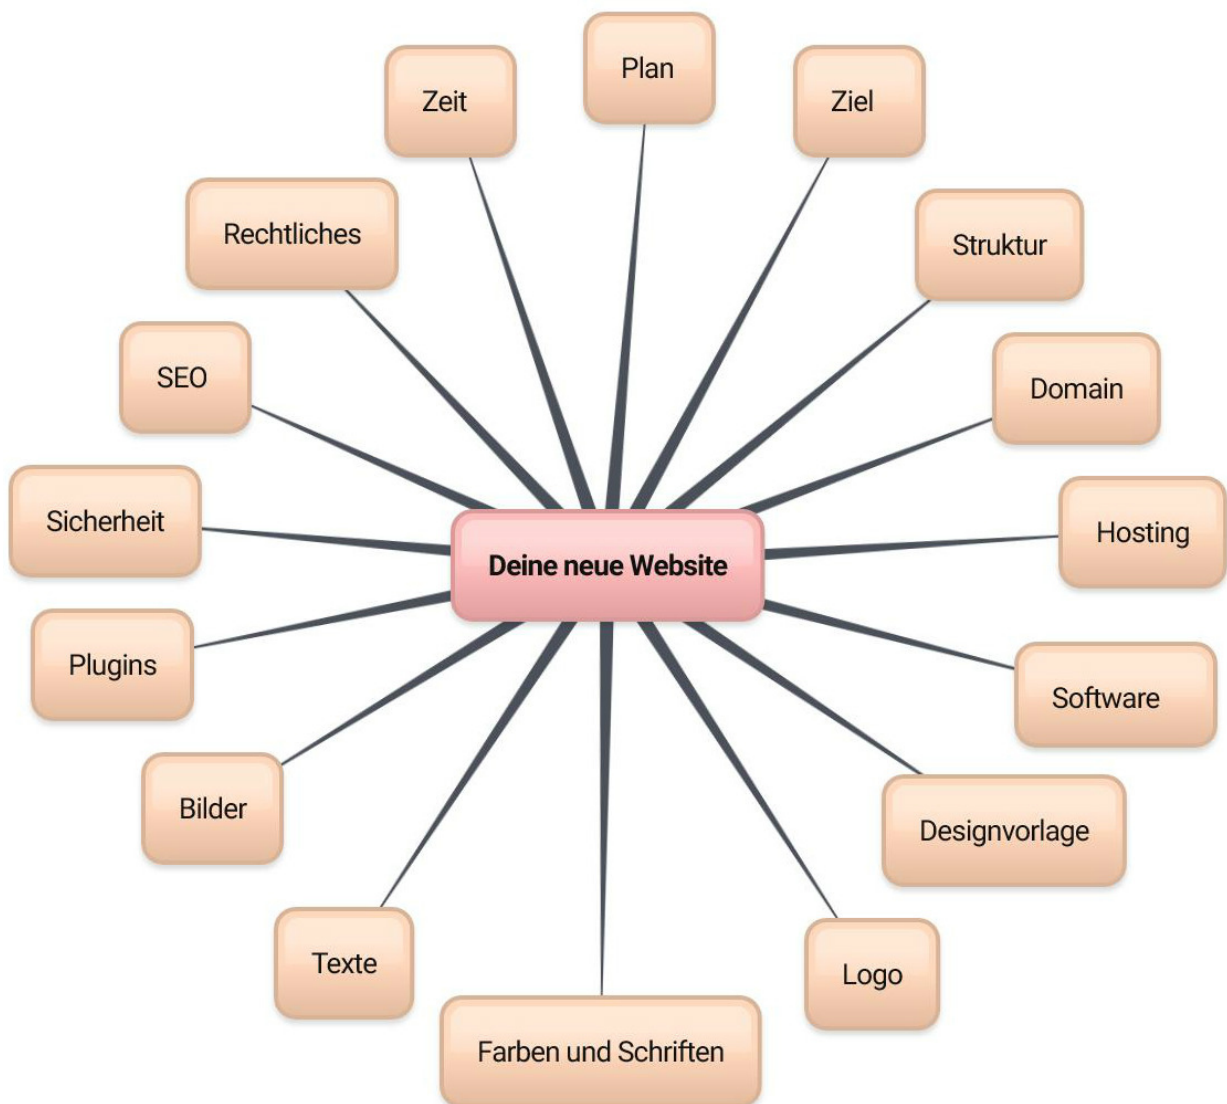 Plan
Zeit
Ziel
Rechtliches
Struktur
SEO
Domain
Sicherheit
Hosting
Deine neue Website
Plugins
Software
Bilder
Designvorlage
Texte
Logo
Farben und Schriften